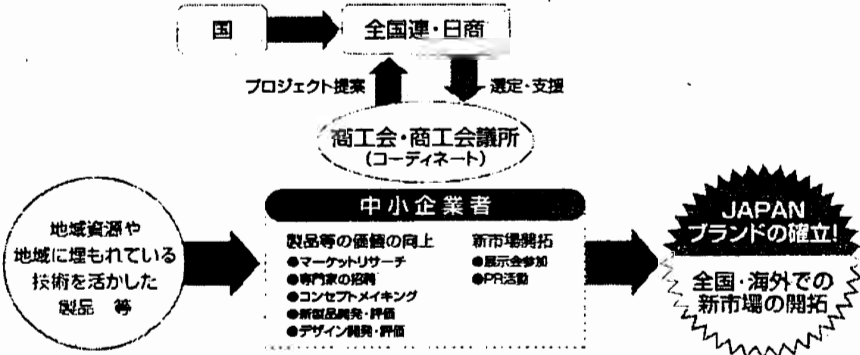 国
全国連・日商
プロジェクト提案
選定・支援
商工会・商工会議所
(コーディネート)
中小企業者
地域資源や
地域に埋もれている
技術を活かした
製品 等
製品等の価値の向上
●マーケットリサーチ
●専門家の招聘
●コンセプトメイキング
●新製品開発・評価
●デザイン開発・評価
新市場開拓
●展示会参加
●PR活動
JAPAN
ブランドの確立!
全国・海外での
新市場の開拓